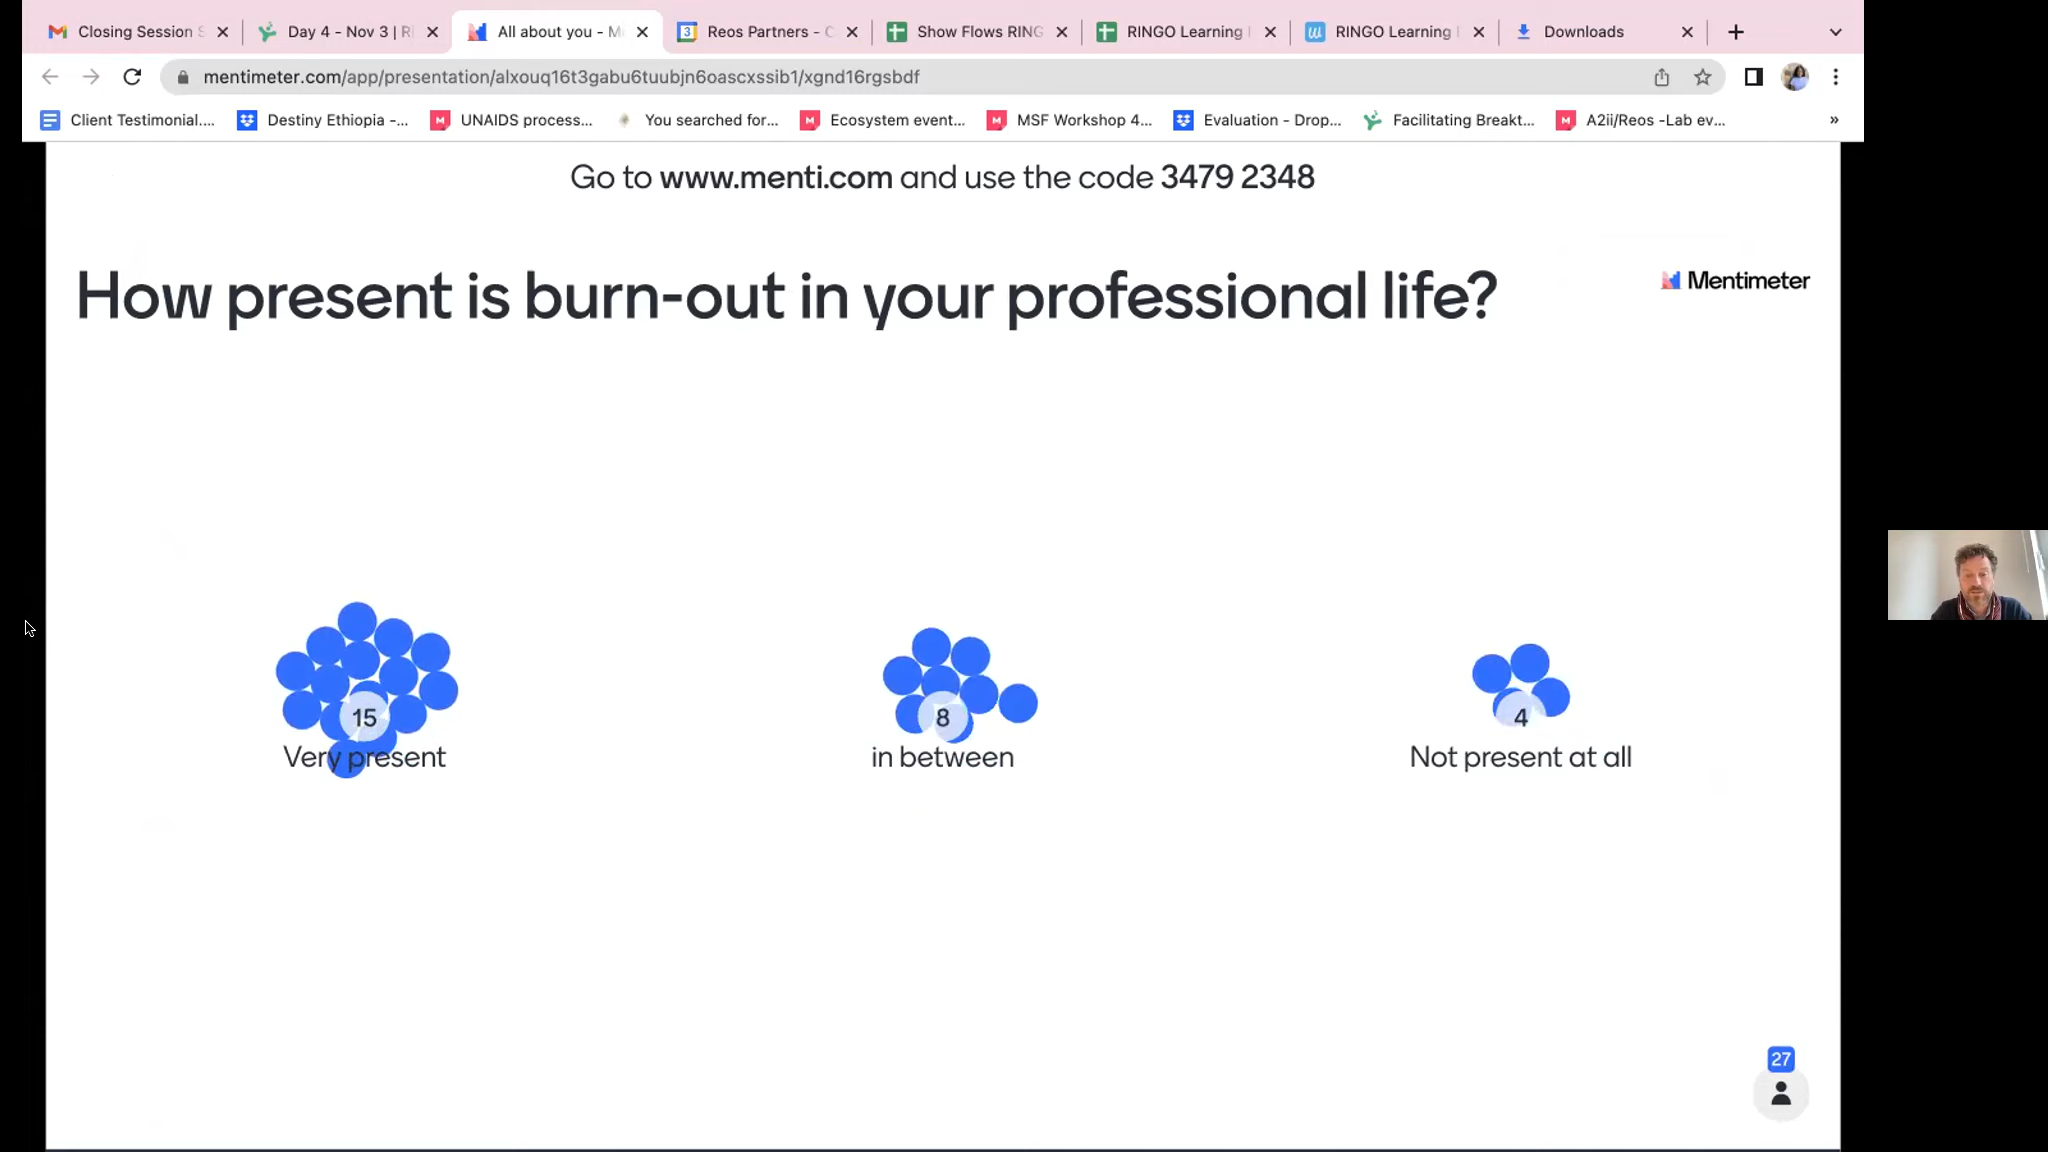 Closing Session S
Day 4 - Nov 3 | R
All about you - M
Reos Partners - C
Show Flows RING
RINGO Learning
RINGO Learning
Downloads
mentimeter.com/app/presentation/alxouq16t3gabu6tuubjn6oascxssib1/xgnd16rgsbdf
Client Testimonial....
Destiny Ethiopia -...
UNAIDS process...
You searched for...
Ecosystem event...
MSF Workshop 4...
Evaluation - Drop...
Facilitating Breakt...
A2ii/Reos -Lab ev...
»
Go to www.menti.com and use the code 3479 2348
How present is burn-out in your professional life?
Mentimeter
15
Very present
8
in between
4
Not present at all
27